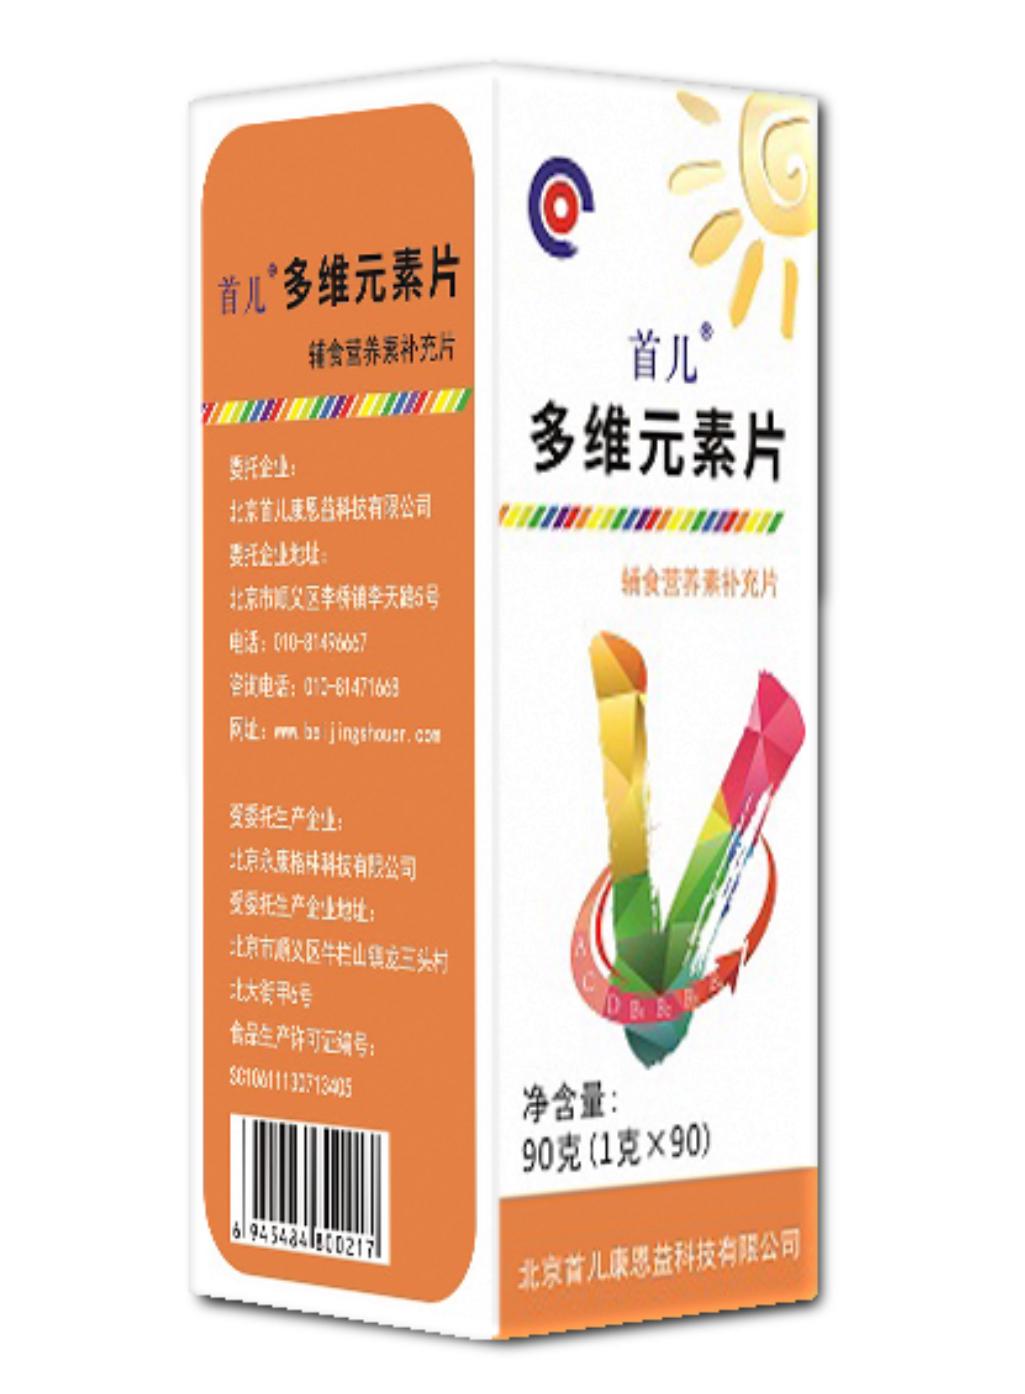 首儿®多维元素片
辅食营养素补充片
委托企业：
北京首儿康恩益科技有限公司
委托企业地址：
北京市顺义区李桥镇李天路5号
电话：010-81496667
咨询电话：010-81471668
网址：www.beijingshouer.com
受委托生产企业：
北京永康格林科技有限公司
受委托生产企业地址：
北京市顺义区牛栏山镇龙王头村
北大街甲6号
食品生产许可证编号：
SC10611130713405
6 945484 800217
首儿®
多维元素片
辅食营养素补充片
A C D B₁ B₂
净含量：
90克(1克×90)
北京首儿康恩益科技有限公司